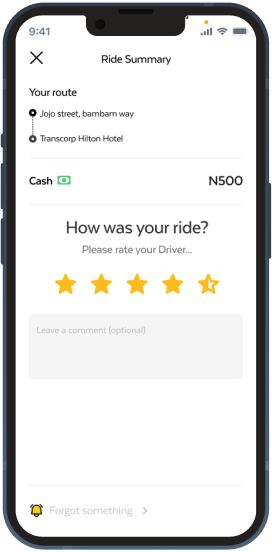 9:41
Ride Summary
Your route
Jojo street, bambam way
Transcorp Hilton Hotel
Cash N500
How was your ride?
Please rate your Driver...
Leave a comment (optional)
Forgot something